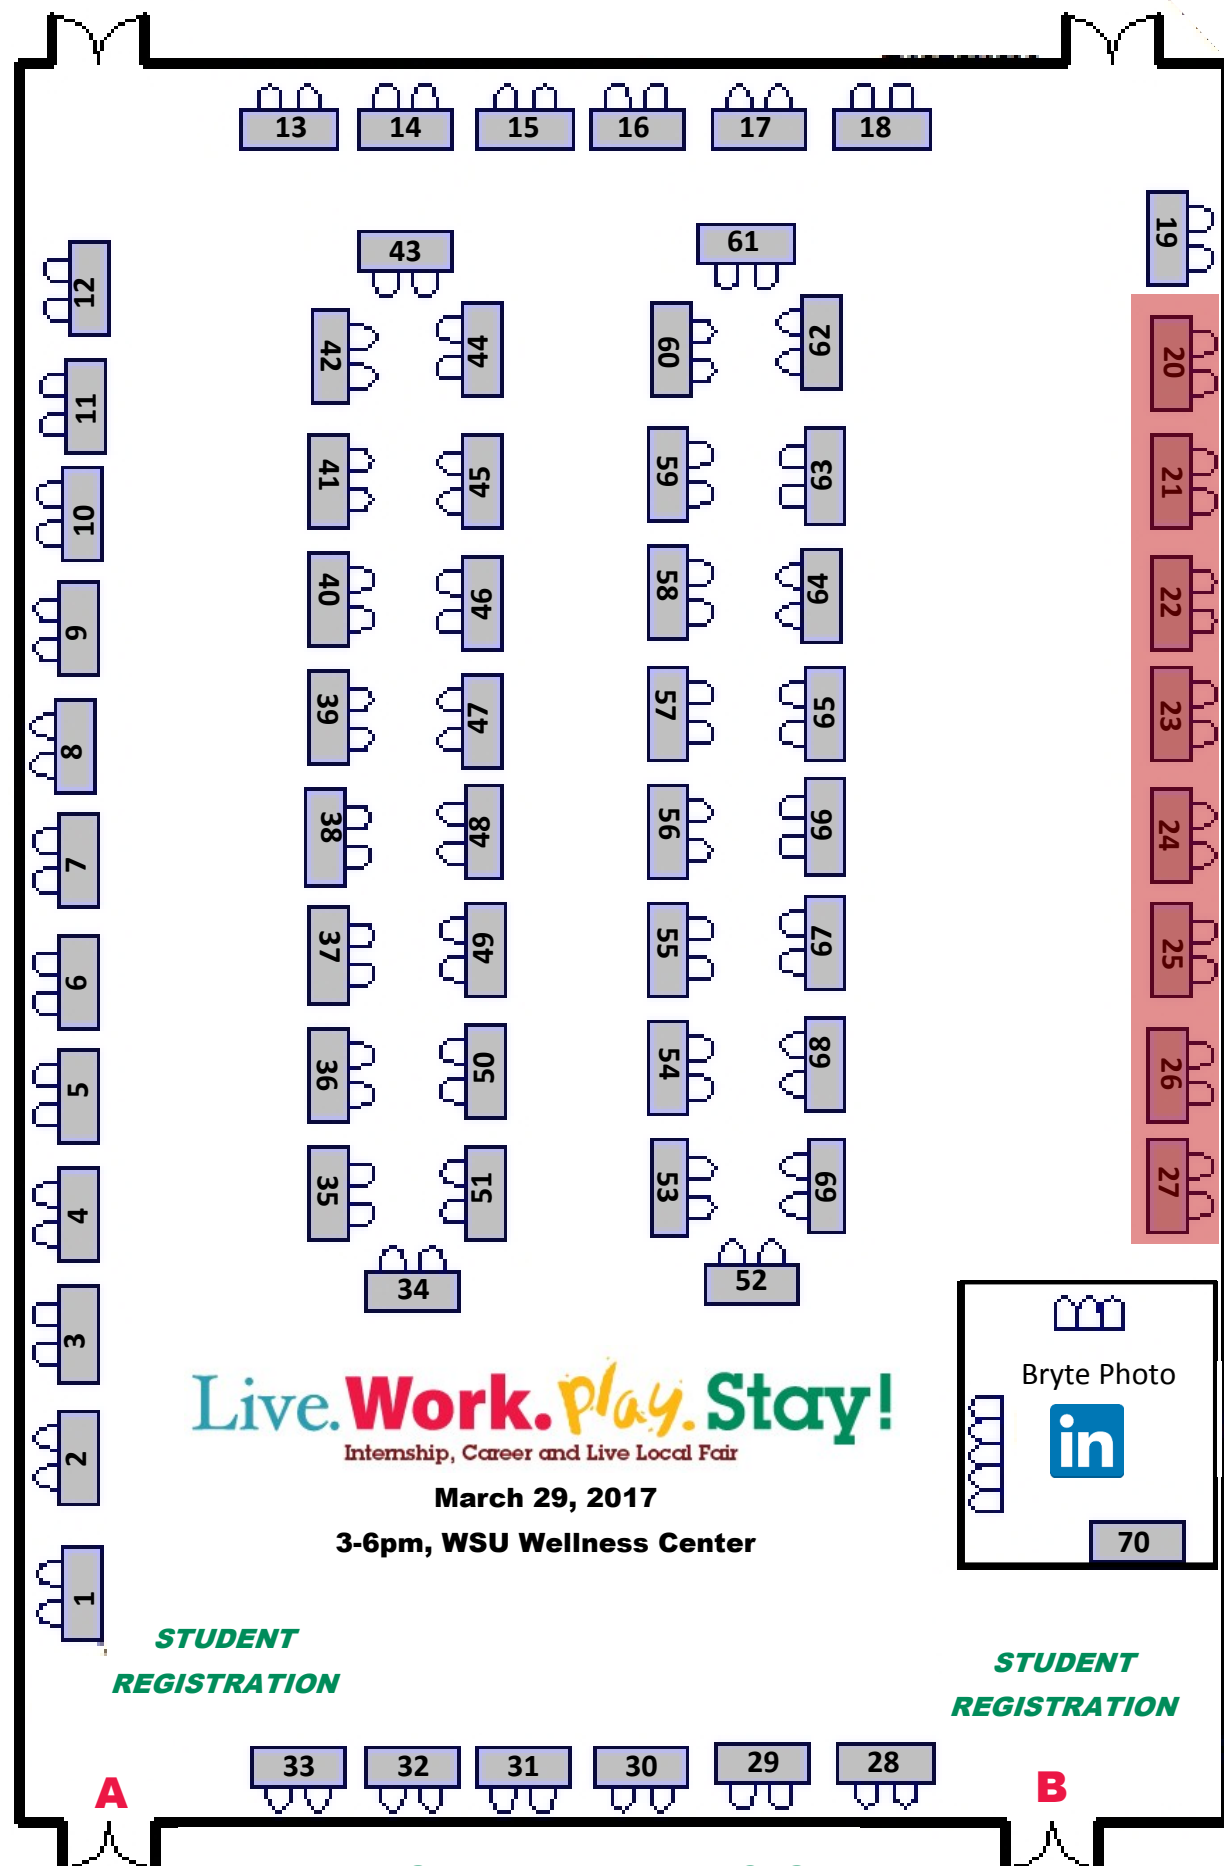 13 14 15 16 17 18
19
43 61
12 42 44 60 62 20
11 41 45 59 63 21
10 40 46 58 64 22
9 39 47 57 65 23
8 38 48 56 66 24
7 37 49 55 67 25
6 36 50 54 68 26
5 35 51 53 69 27
4
34 52
3
2
1
Live.Work.Play.Stay!
Internship, Career and Live Local Fair
March 29, 2017
3-6pm, WSU Wellness Center
Bryte Photo
in
70
STUDENT
REGISTRATION
STUDENT
REGISTRATION
33 32 31 30 29 28
A B